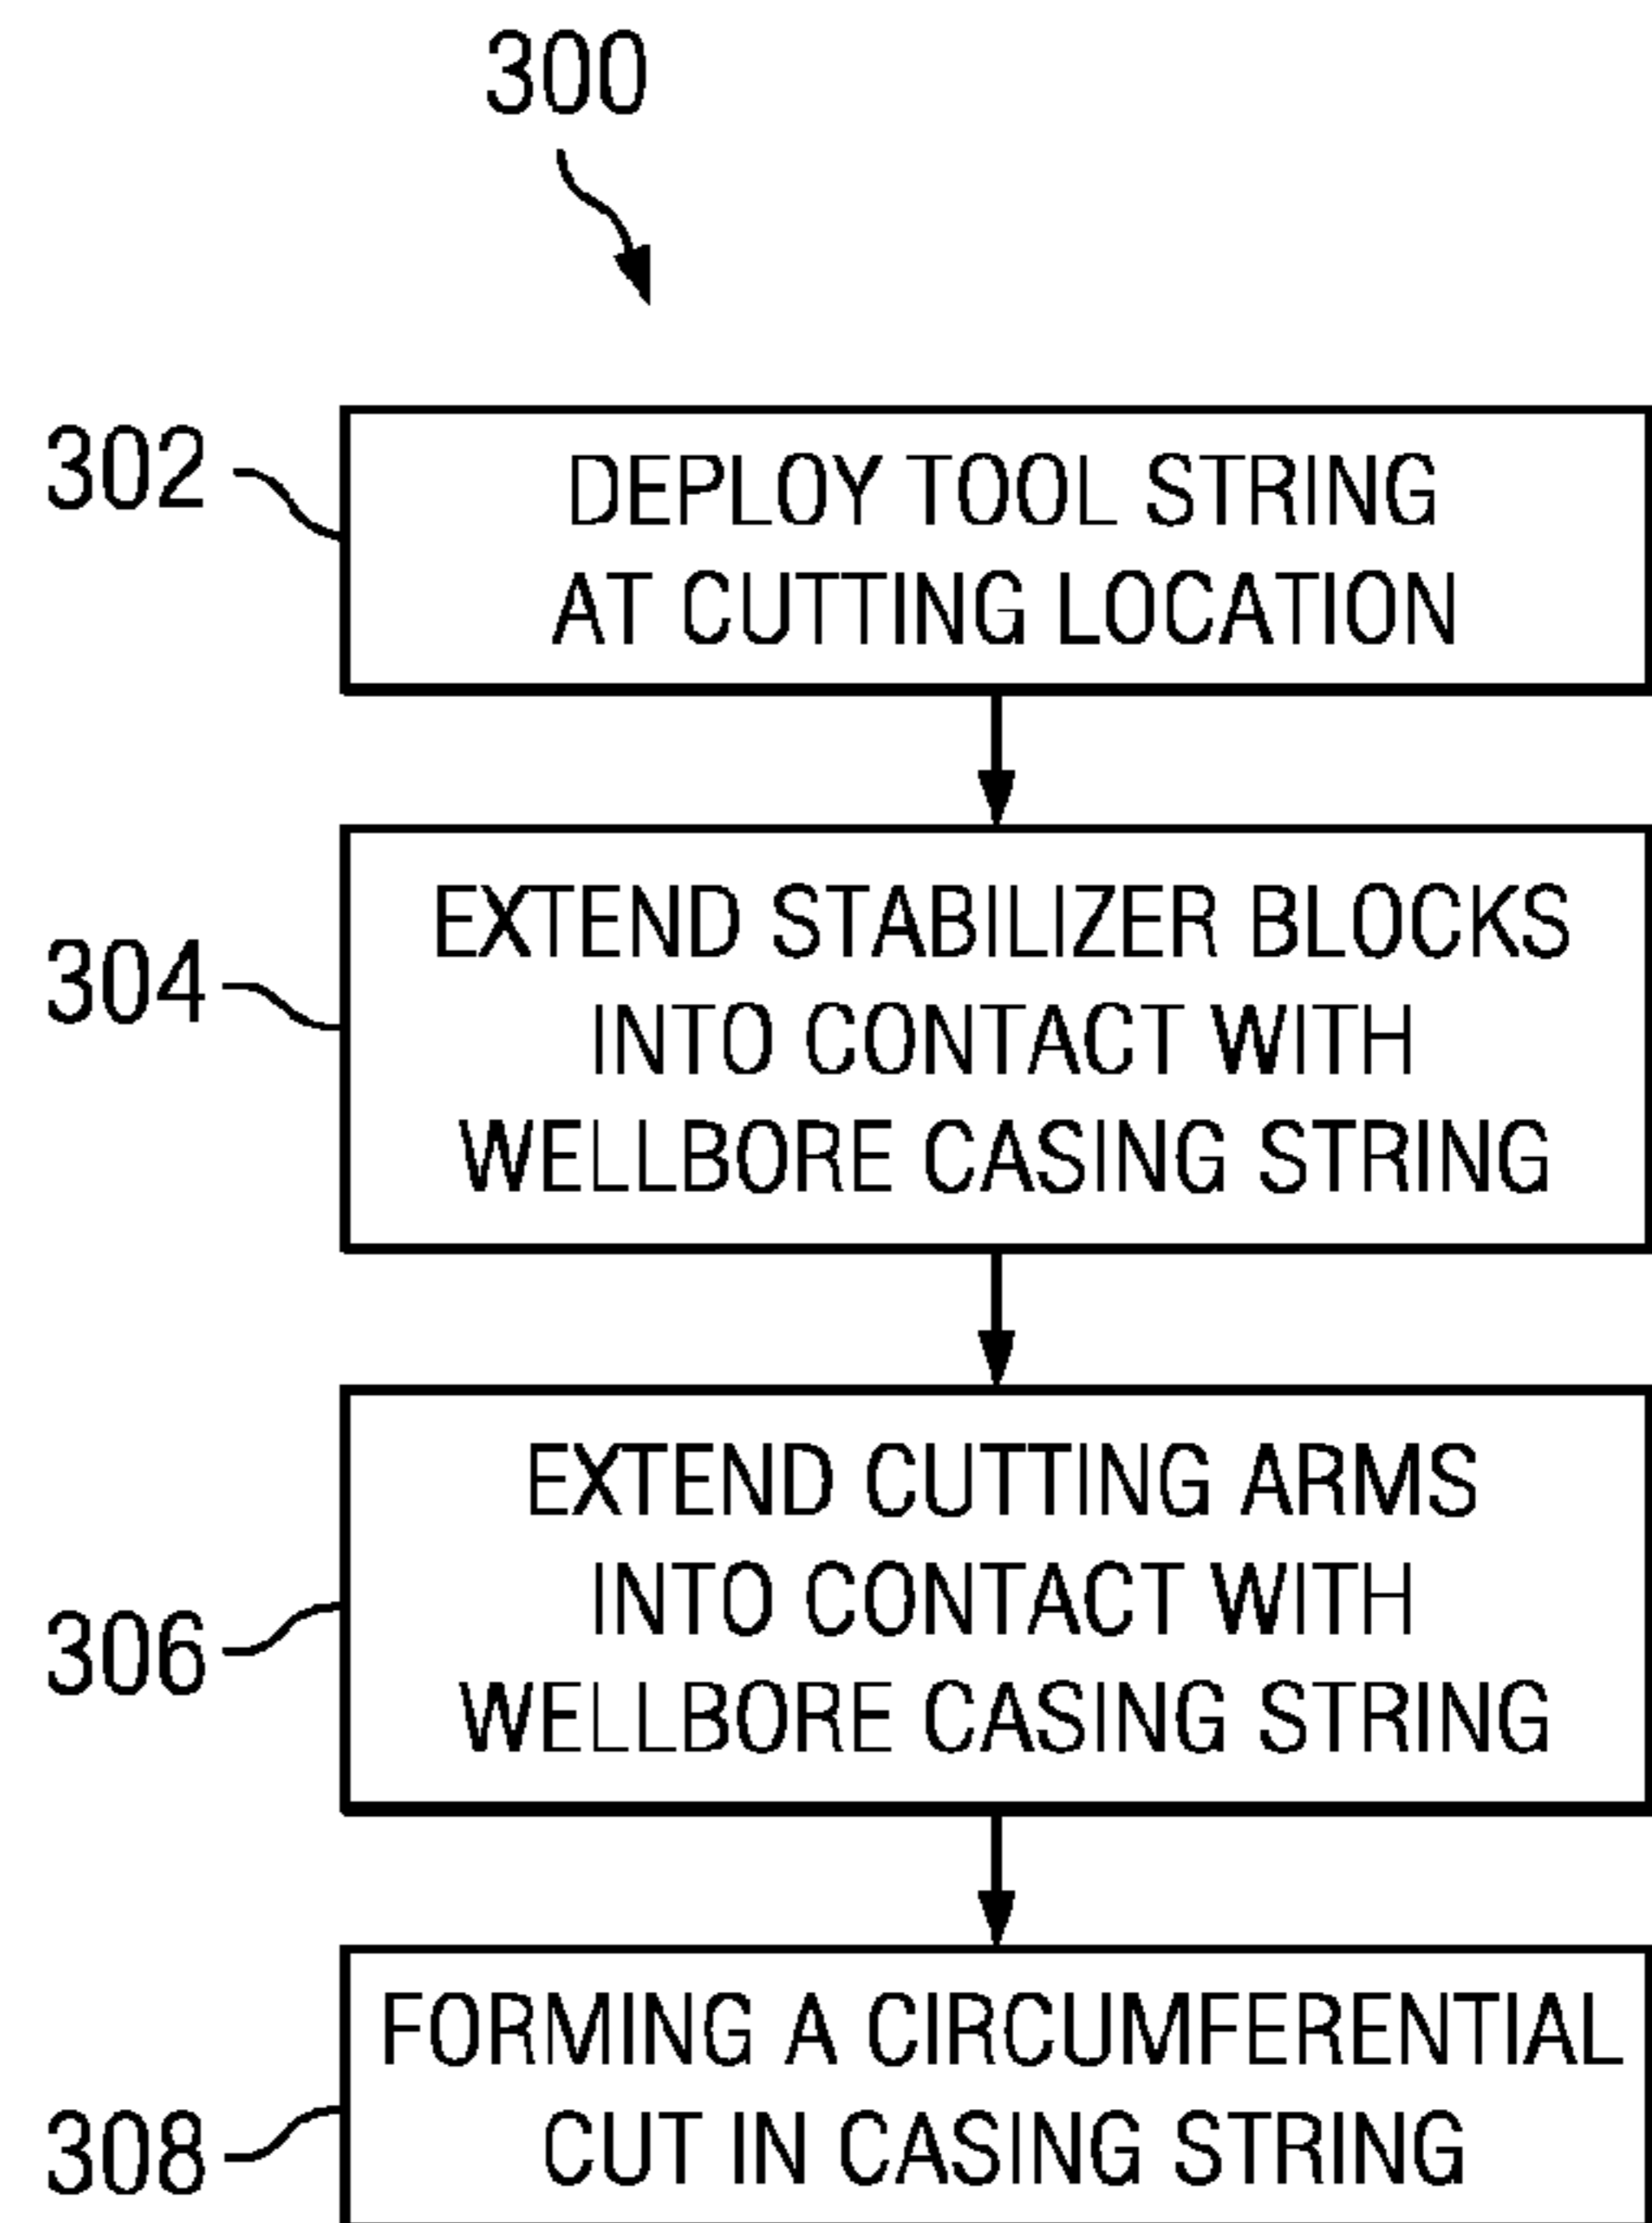 300
302
DEPLOY TOOL STRING
AT CUTTING LOCATION
304
EXTEND STABILIZER BLOCKS
INTO CONTACT WITH
WELLBORE CASING STRING
306
EXTEND CUTTING ARMS
INTO CONTACT WITH
WELLBORE CASING STRING
308
FORMING A CIRCUMFERENTIAL
CUT IN CASING STRING